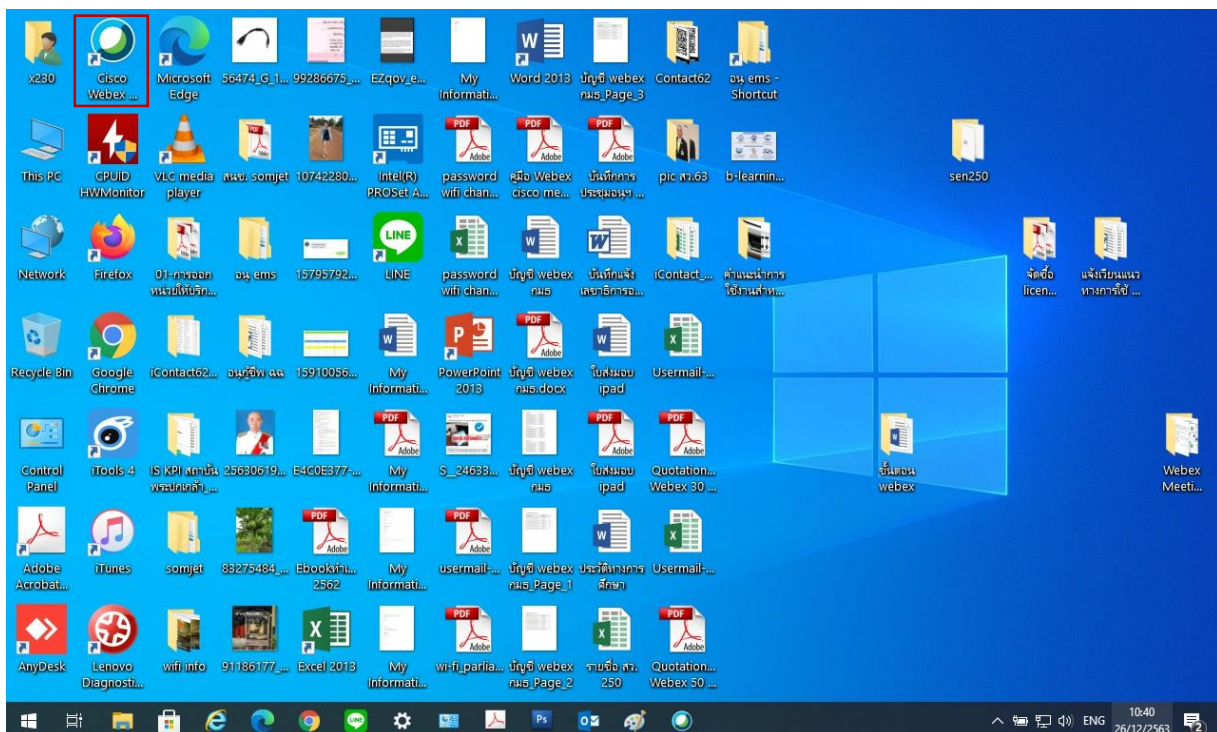 x230
Cisco
Webex ...
Microsoft
Edge
56474_G_1...
99286675_...
EZqov_e...
My
Informati...
Word 2013
บัญชี webex
กมธ_Page_3
Contact62
อนุ ems -
Shortcut
This PC
CPUID
HWMonitor
VLC media
player
สนช. somjet
10742280...
Intel(R)
PROSet A...
password
wifi chan...
คู่มือ Webex
cisco me...
บันทึกการ
ประชุมอนุฯ ...
pic สว.63
b-learnin...
sen250
Network
Firefox
01-การออก
หน่วยให้บริก...
อนุ ems
15795792...
LINE
password
wifi chan...
บัญชี webex
กมธ
บันทึกแจ้ง
เลขาธิการอ...
iContact_...
คำแนะนำการ
ใช้งานสำห...
จัดซื้อ
licen...
แจ้งเวียนแนว
ทางการใช้ ...
Recycle Bin
Google
Chrome
iContact62...
อนุกู้ชีพ ฉฉ
15910056...
My
Informati...
PowerPoint
2013
บัญชี webex
กมธ.docx
ใบส่งมอบ
ipad
Usermail-...
Control
Panel
iTools 4
IS KPI สถาบัน
พระปกเกล้า_...
25630619...
E4C0E377-...
My
Informati...
S__24633...
บัญชี webex
กมธ
ใบส่งมอบ
ipad
Quotation...
Webex 30 ...
ขั้นตอน
webex
Webex
Meeti...
Adobe
Acrobat...
iTunes
somjet
83275484_...
Ebookทำเ...
2562
My
Informati...
usermail-...
บัญชี webex
กมธ_Page_1
ประวัติทางการ
ศึกษา
Usermail-...
AnyDesk
Lenovo
Diagnosti...
wifi info
91186177_...
Excel 2013
My
Informati...
wi-fi_parlia...
บัญชี webex
กมธ_Page_2
รายชื่อ สว.
250
Quotation...
Webex 50 ...
ENG
10:40
26/12/2563